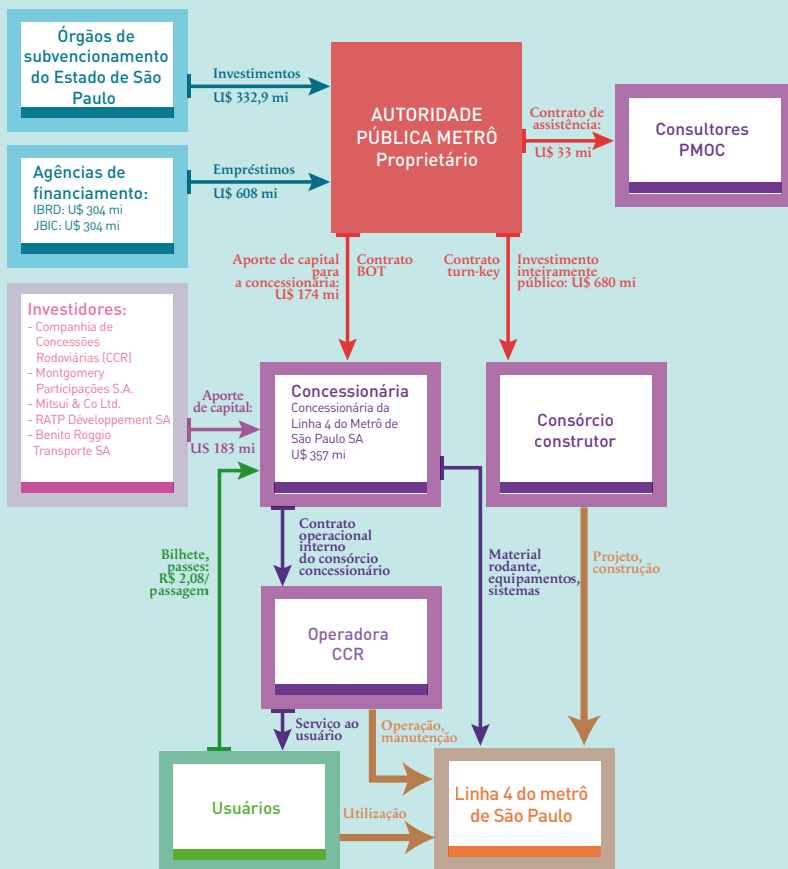 Órgãos de
subvencionamento
do Estado de São
Paulo
Investimentos
U$ 332,9 mi
AUTORIDADE
PÚBLICA METRÔ
Proprietário
Contrato de
assistência:
U$ 33 mi
Consultores
PMOC
Agências de
financiamento:
IBRD: U$ 304 mi
JBIC: U$ 304 mi
Empréstimos
U$ 608 mi
Aporte de capital
para
a concessionária:
U$ 174 mi
Contrato
BOT
Contrato
turn-key
Investimento
inteiramente
público: U$ 680 mi
Investidores:
- Companhia de
Concessões
Rodoviárias (CCR)
- Montgomery
Participações S.A.
- Mitsui & Co Ltd.
- RATP Développement SA
- Benito Roggio
Transporte SA
Aporte
de capital:
US 183 mi
Concessionária
Concessionária da
Linha 4 do Metrô de
São Paulo SA
U$ 357 mi
Consórcio
construtor
Bilhete,
passes:
R$ 2,08/
passagem
Contrato
operacional
interno
do consórcio
concessionário
Material
rodante,
equipamentos,
sistemas
Projeto,
construção
Operadora
CCR
Serviço ao
usuário
Operação,
manutenção
Usuários
Utilização
Linha 4 do metrô
de São Paulo